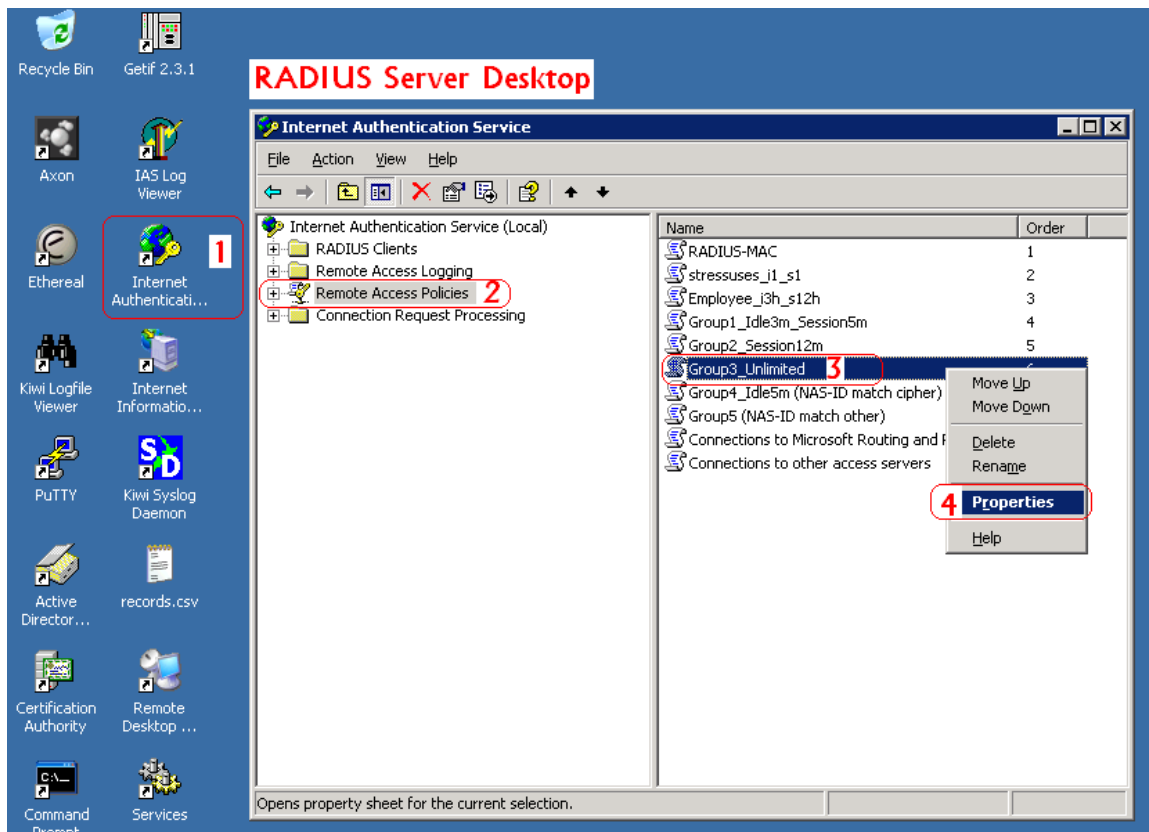 Recycle Bin
Getif 2.3.1
RADIUS Server Desktop
Axon
IAS Log
Viewer
Ethereal
1
Internet
Authenticati...
Kiwi Logfile
Viewer
Internet
Informatio...
PuTTY
Kiwi Syslog
Daemon
Active
Director...
records.csv
Certification
Authority
Remote
Desktop ...
C:\_
Command
Prompt
Services
Internet Authentication Service
File Action View Help
Internet Authentication Service (Local)
RADIUS Clients
Remote Access Logging
Remote Access Policies 2
Connection Request Processing
Name Order
RADIUS-MAC 1
stressuses_i1_s1 2
Employee_i3h_s12h 3
Group1_Idle3m_Session5m 4
Group2_Session12m 5
Group3_Unlimited 3
Group4_Idle5m (NAS-ID match cipher)
Group5 (NAS-ID match other)
Connections to Microsoft Routing and
Connections to other access servers
Move Up
Move Down
Delete
Rename
4 Properties
Help
Opens property sheet for the current selection.